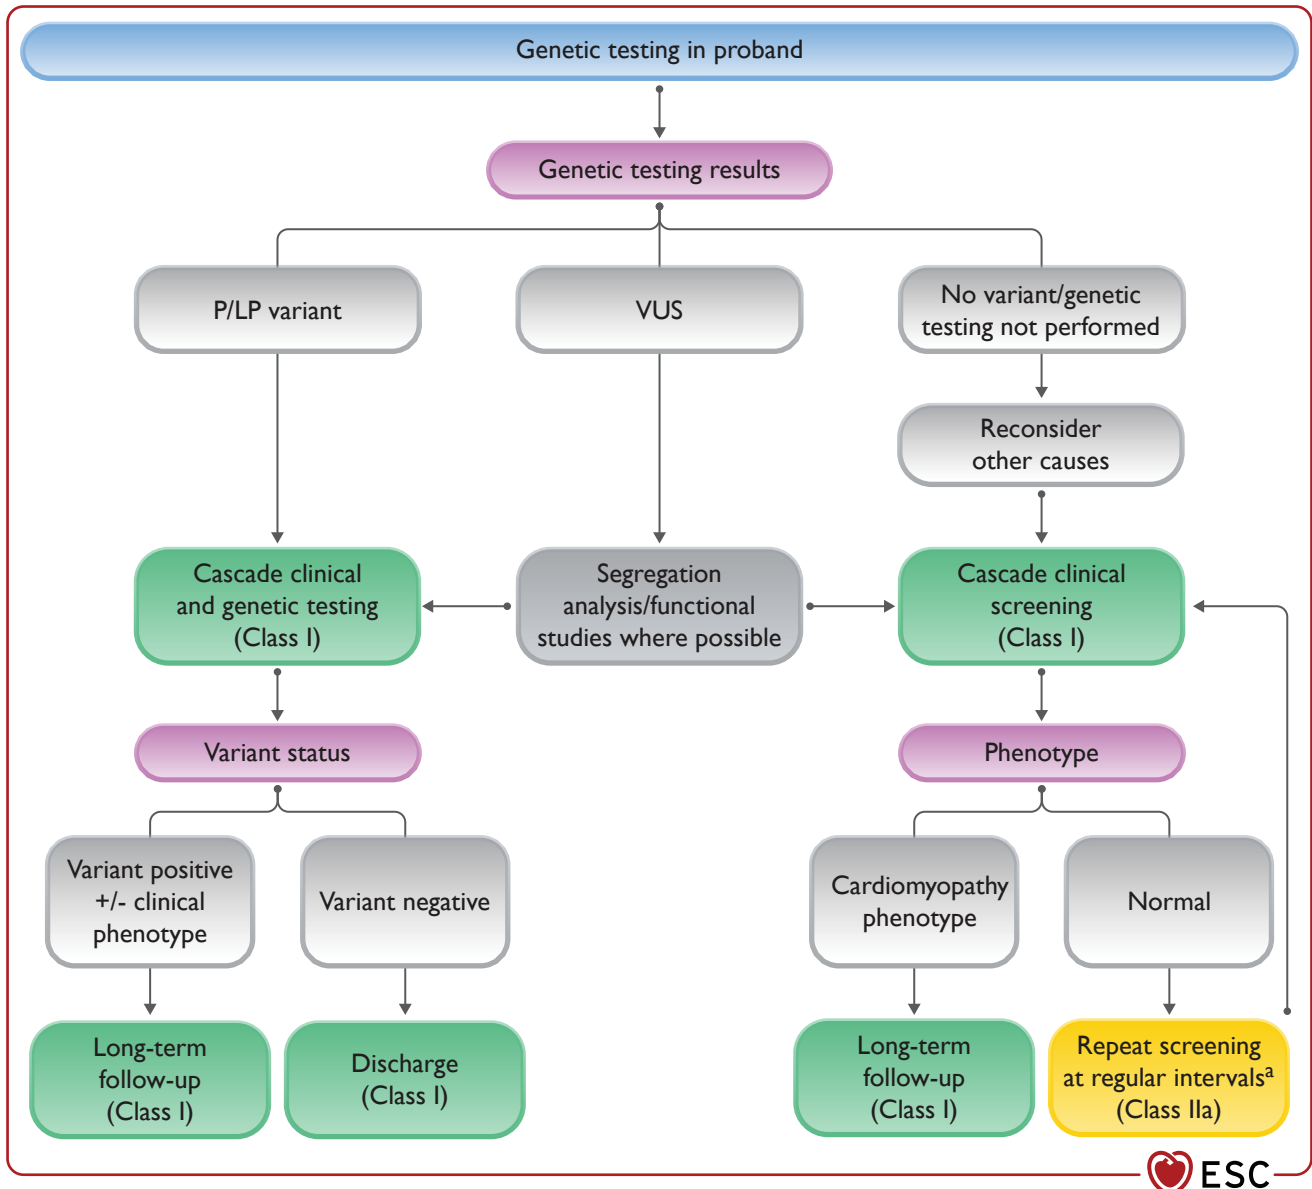 Genetic testing in proband
Genetic testing results
P/LP variant
VUS
No variant/genetic
testing not performed
Reconsider
other causes
Cascade clinical
and genetic testing
(Class I)
Segregation
analysis/functional
studies where possible
Cascade clinical
screening
(Class I)
Variant status
Phenotype
Variant positive
+/- clinical
phenotype
Variant negative
Cardiomyopathy
phenotype
Normal
Long-term
follow-up
(Class I)
Discharge
(Class I)
Long-term
follow-up
(Class I)
Repeat screening
at regular intervalsᵃ
(Class IIa)
ESC